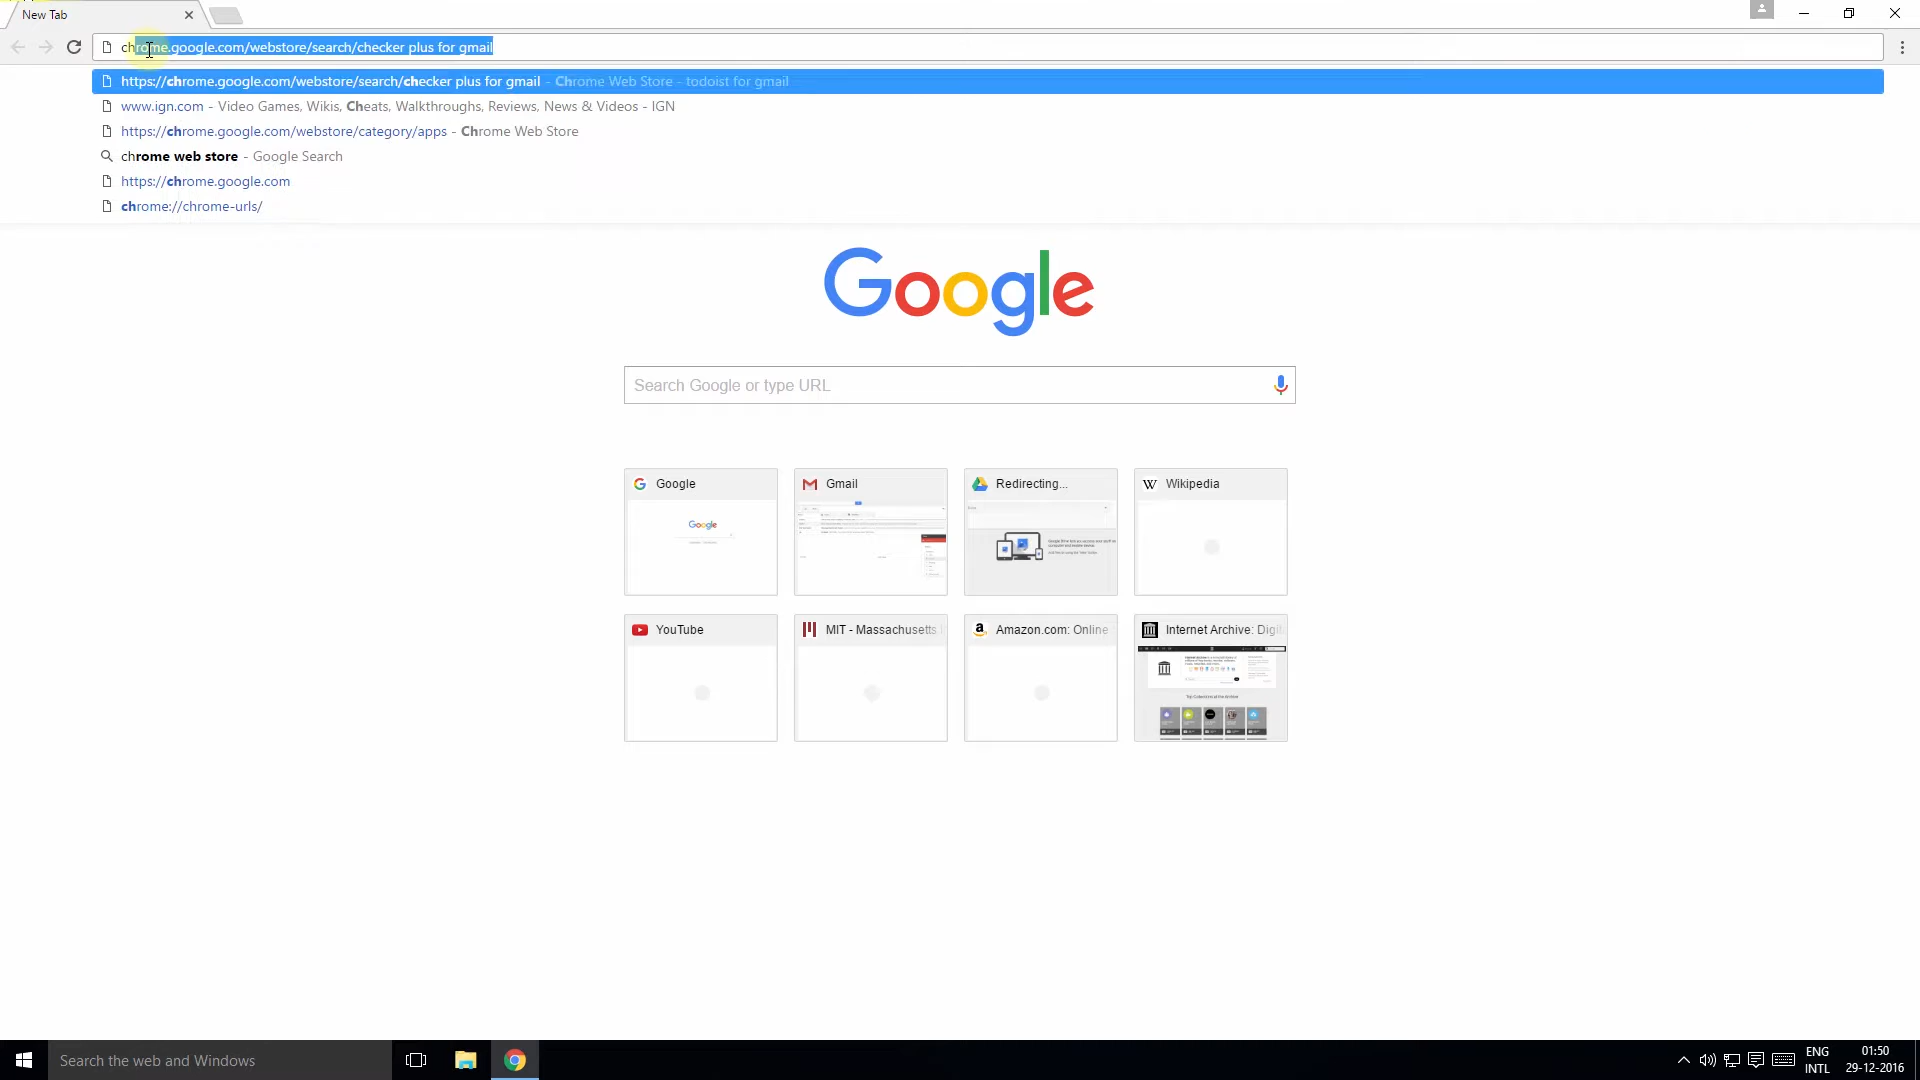 New Tab
chrome.google.com/webstore/search/checker plus for gmail
https://chrome.google.com/webstore/search/checker plus for gmail - Chrome Web Store - todoist for gmail
www.ign.com - Video Games, Wikis, Cheats, Walkthroughs, Reviews, News & Videos - IGN
https://chrome.google.com/webstore/category/apps - Chrome Web Store
chrome web store - Google Search
https://chrome.google.com
chrome://chrome-urls/
Google
Search Google or type URL
Google
Gmail
Redirecting...
Wikipedia
Google
YouTube
MIT - Massachusetts
Amazon.com: Online
Internet Archive: Digi
Search the web and Windows
ENG
INTL
01:50
29-12-2016